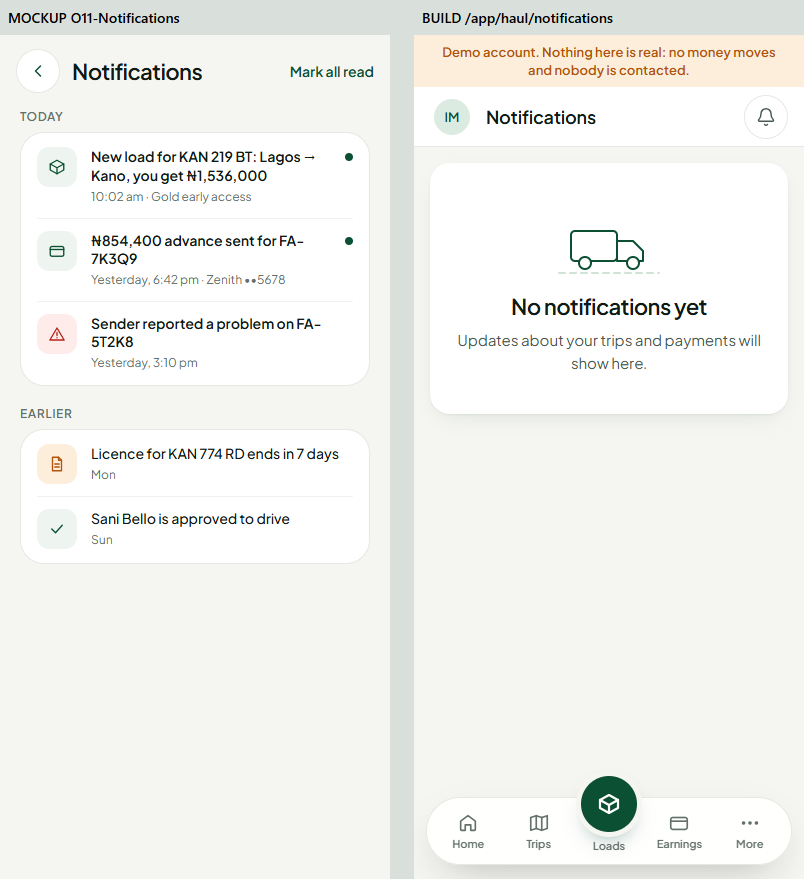 MOCKUP O11-Notifications
Notifications
Mark all read
TODAY
New load for KAN 219 BT: Lagos →
Kano, you get ₦1,536,000
10:02 am · Gold early access
₦854,400 advance sent for FA-
7K3Q9
Yesterday, 6:42 pm · Zenith ••5678
Sender reported a problem on FA-
5T2K8
Yesterday, 3:10 pm
EARLIER
Licence for KAN 774 RD ends in 7 days
Mon
Sani Bello is approved to drive
Sun
BUILD /app/haul/notifications
Demo account. Nothing here is real: no money moves
and nobody is contacted.
IM
Notifications
No notifications yet
Updates about your trips and payments will
show here.
Home
Trips
Loads
Earnings
More